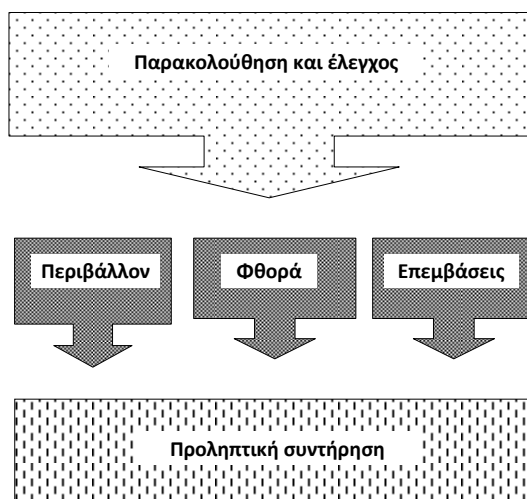 Παρακολούθηση και έλεγχος
Περιβάλλον
Φθορά
Επεμβάσεις
Προληπτική συντήρηση